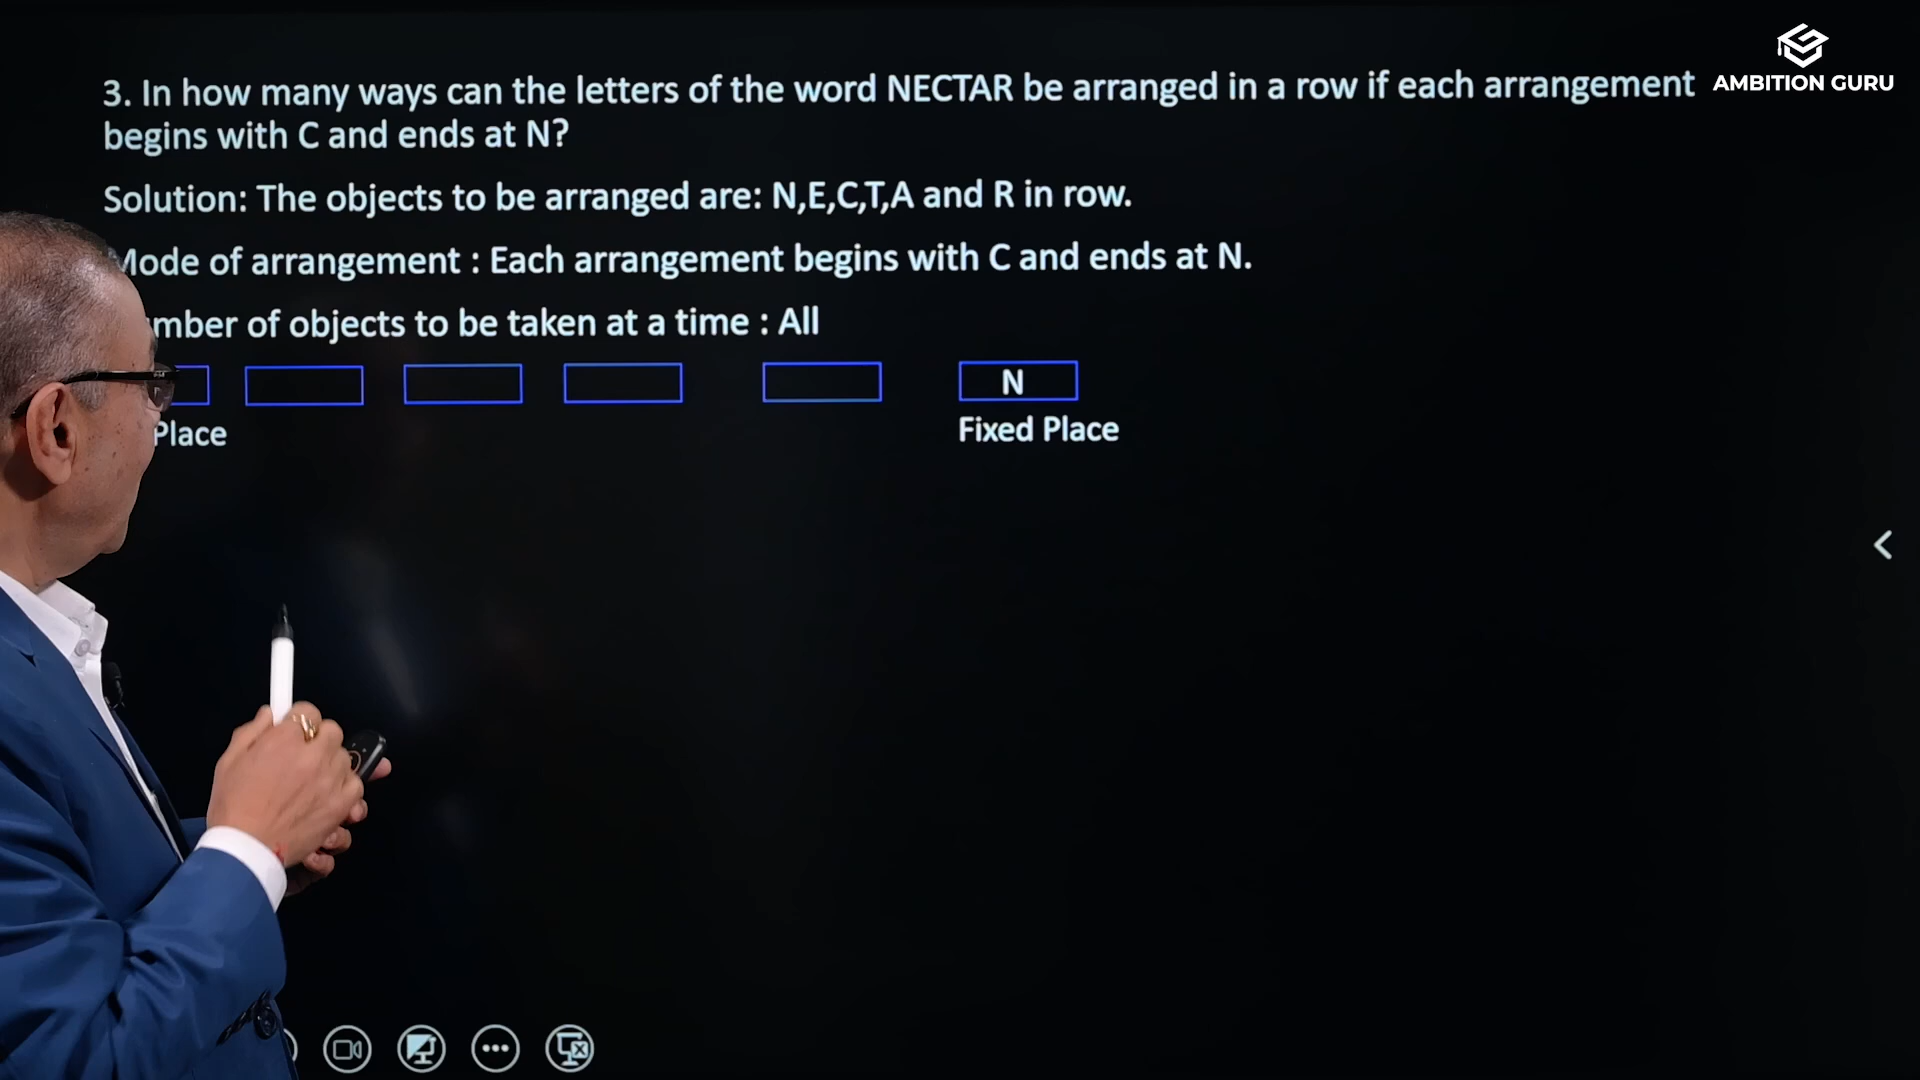 AMBITION GURU
3. In how many ways can the letters of the word NECTAR be arranged in a row if each arrangement
begins with C and ends at N?
Solution: The objects to be arranged are: N,E,C,T,A and R in row.
Mode of arrangement : Each arrangement begins with C and ends at N.
mber of objects to be taken at a time : All
N
Place
Fixed Place